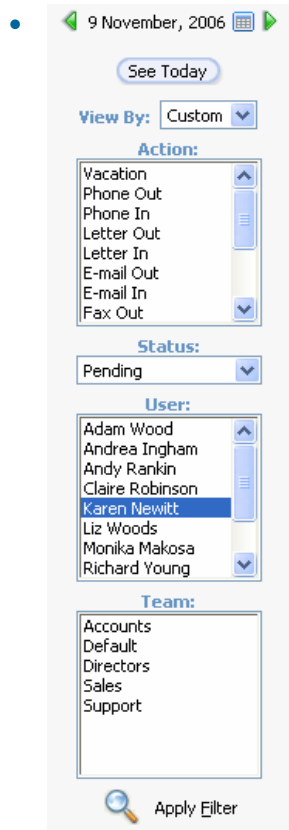 9 November, 2006
See Today
View By: Custom
Action:
Vacation
Phone Out
Phone In
Letter Out
Letter In
E-mail Out
E-mail In
Fax Out
Status:
Pending
User:
Adam Wood
Andrea Ingham
Andy Rankin
Claire Robinson
Karen Newitt
Liz Woods
Monika Makosa
Richard Young
Team:
Accounts
Default
Directors
Sales
Support
Apply Filter